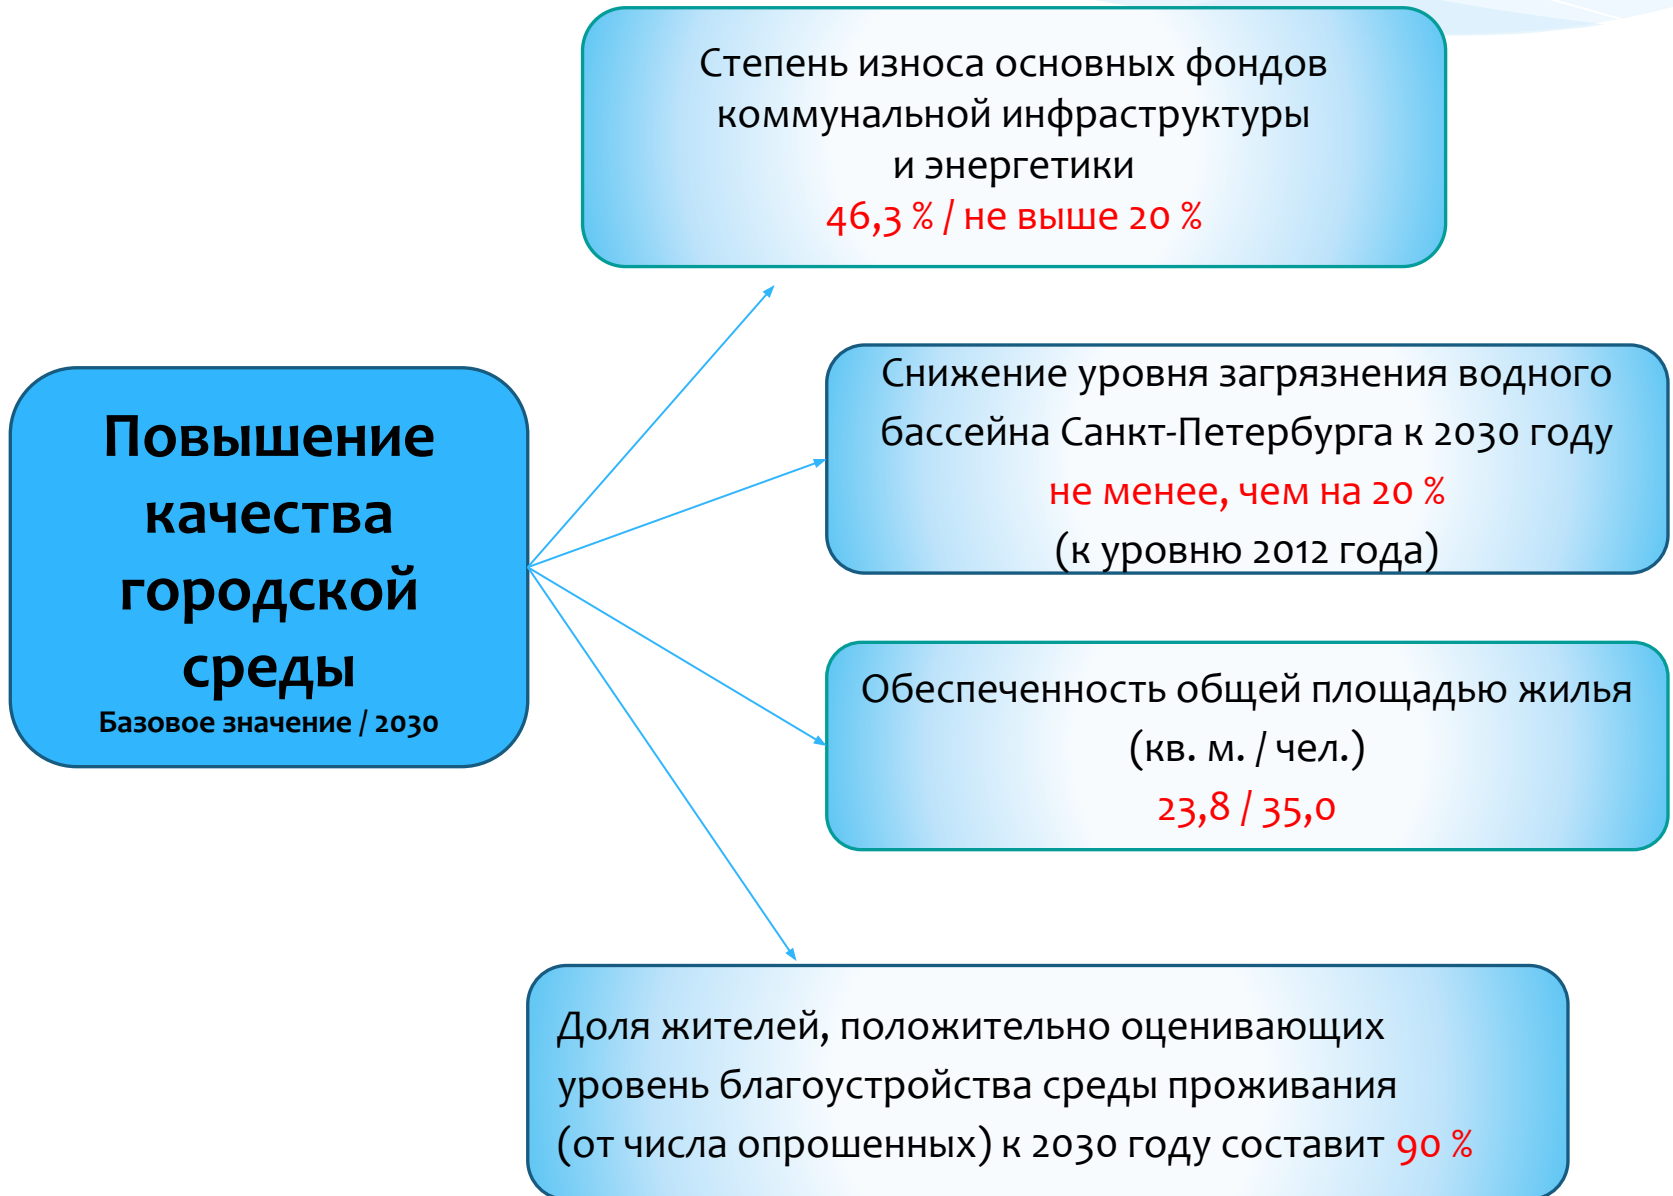 Степень износа основных фондов
коммунальной инфраструктуры
и энергетики
46,3 % / не выше 20 %
Повышение
качества
городской
среды
Базовое значение / 2030
Снижение уровня загрязнения водного
бассейна Санкт-Петербурга к 2030 году
не менее, чем на 20 %
(к уровню 2012 года)
Обеспеченность общей площадью жилья
(кв. м. / чел.)
23,8 / 35,0
Доля жителей, положительно оценивающих
уровень благоустройства среды проживания
(от числа опрошенных) к 2030 году составит 90 %